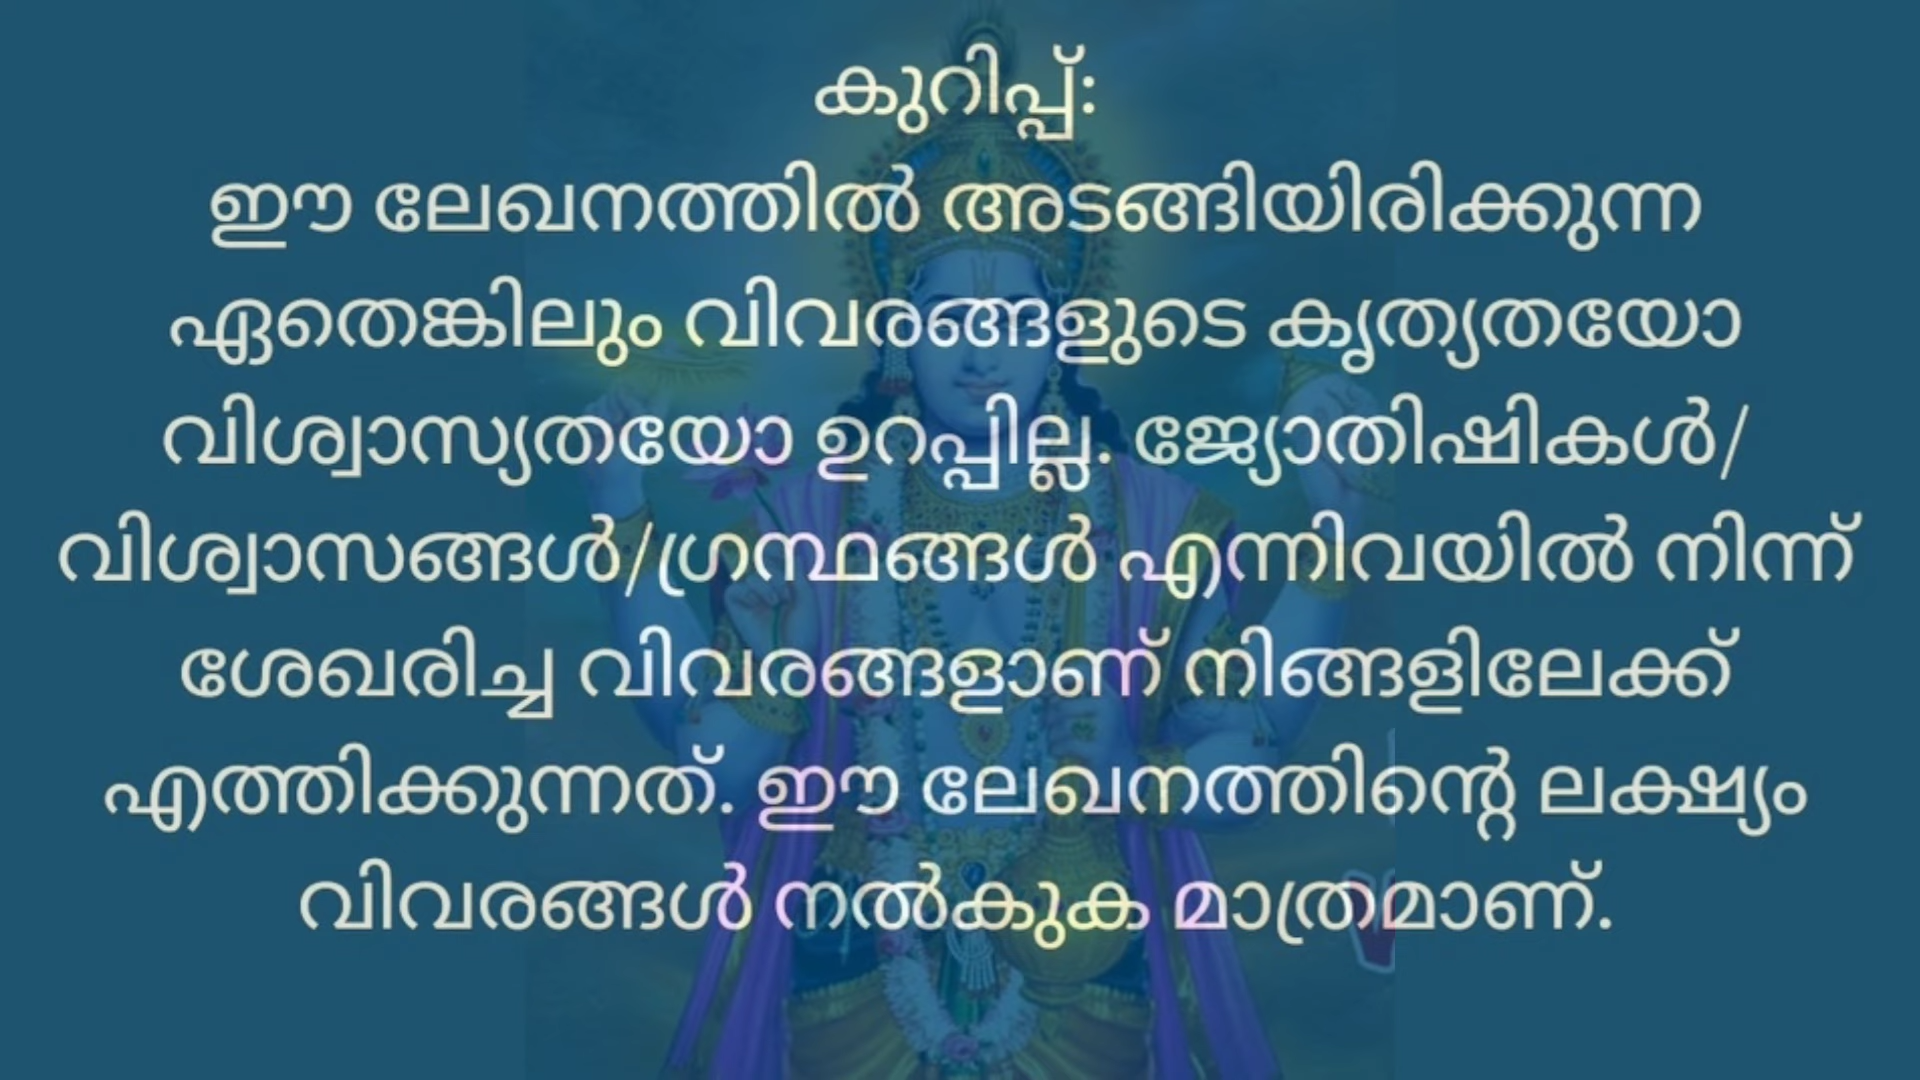 കുറിപ്പ്:
ഈ ലേഖനത്തിൽ അടങ്ങിയിരിക്കുന്ന
ഏതെങ്കിലും വിവരങ്ങളുടെ കൃത്യതയോ
വിശ്വാസ്യതയോ ഉറപ്പില്ല. ജ്യോതിഷികൾ/
വിശ്വാസങ്ങൾ/ഗ്രന്ഥങ്ങൾ എന്നിവയിൽ നിന്ന്
ശേഖരിച്ച വിവരങ്ങളാണ് നിങ്ങളിലേക്ക്
എത്തിക്കുന്നത്. ഈ ലേഖനത്തിന്റെ ലക്ഷ്യം
വിവരങ്ങൾ നൽകുക മാത്രമാണ്.